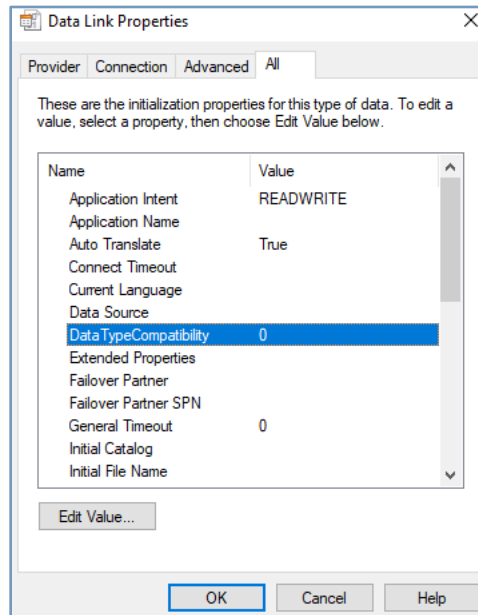 Data Link Properties
Provider Connection Advanced All
These are the initialization properties for this type of data. To edit a
value, select a property, then choose Edit Value below.
Name Value
Application Intent READWRITE
Application Name
Auto Translate True
Connect Timeout
Current Language
Data Source
DataTypeCompatibility 0
Extended Properties
Failover Partner
Failover Partner SPN
General Timeout 0
Initial Catalog
Initial File Name
Edit Value...
OK Cancel Help